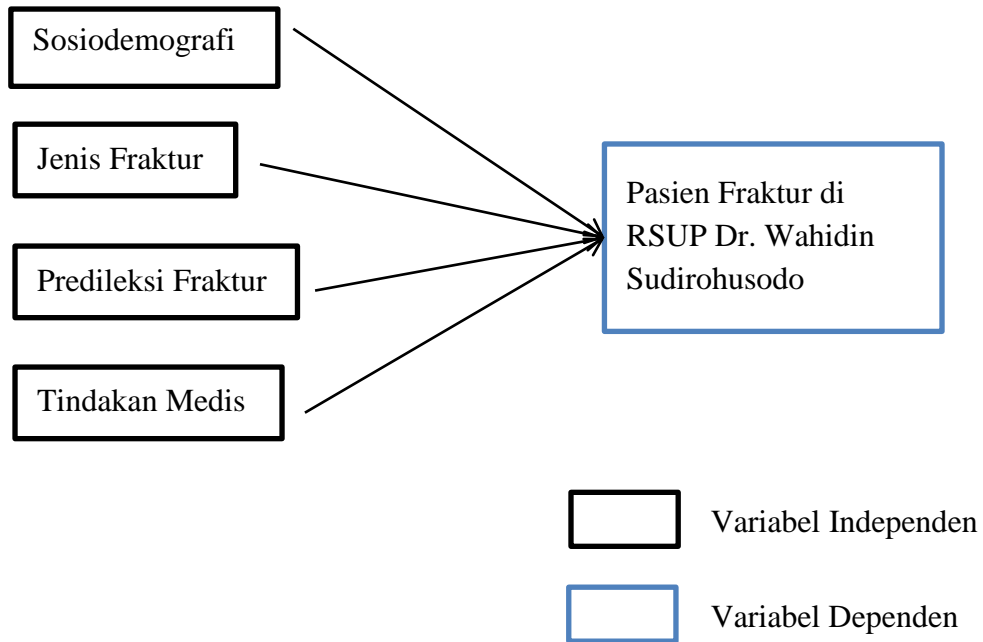 Sosiodemografi
Jenis Fraktur
Predileksi Fraktur
Tindakan Medis
Pasien Fraktur di
RSUP Dr. Wahidin
Sudirohusodo
Variabel Independen
Variabel Dependen